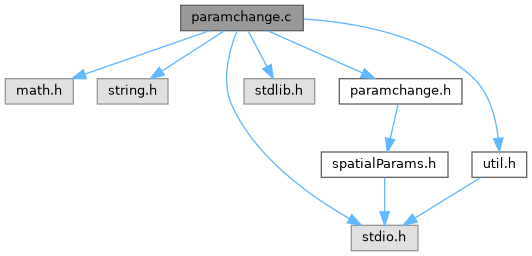 paramchange.c
math.h
string.h
stdlib.h
paramchange.h
spatialParams.h
util.h
stdio.h